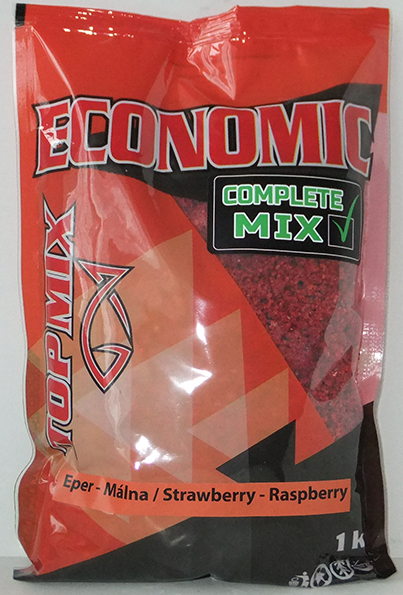 ECONOMIC
COMPLETE
MIX
TOPMIX
Eper - Málna / Strawberry - Raspberry
1 k